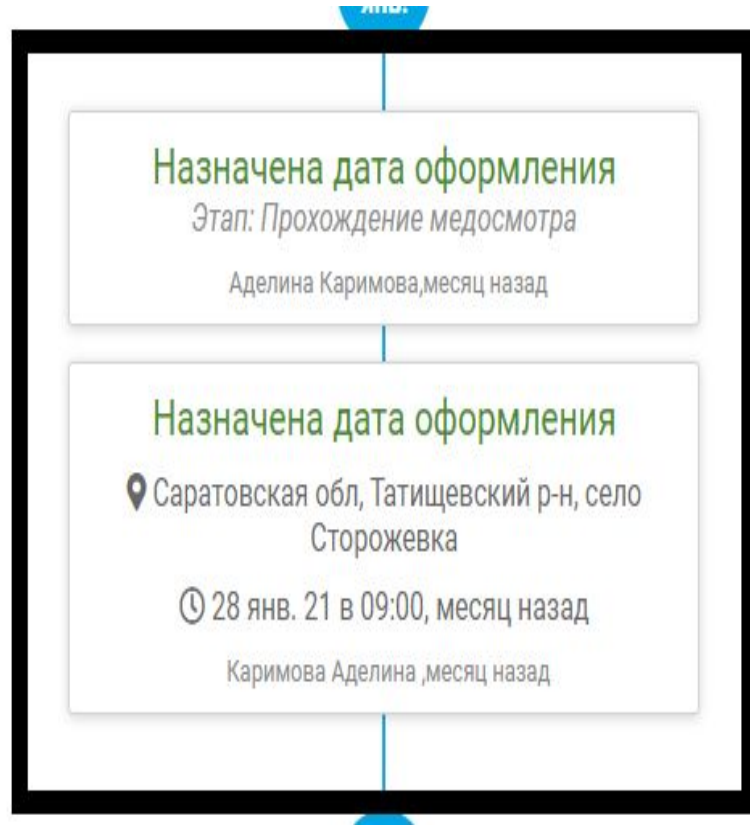 янв.
Назначена дата оформления
Этап: Прохождение медосмотра
Аделина Каримова,месяц назад
Назначена дата оформления
Саратовская обл, Татищевский р-н, село
Сторожевка
28 янв. 21 в 09:00, месяц назад
Каримова Аделина ,месяц назад